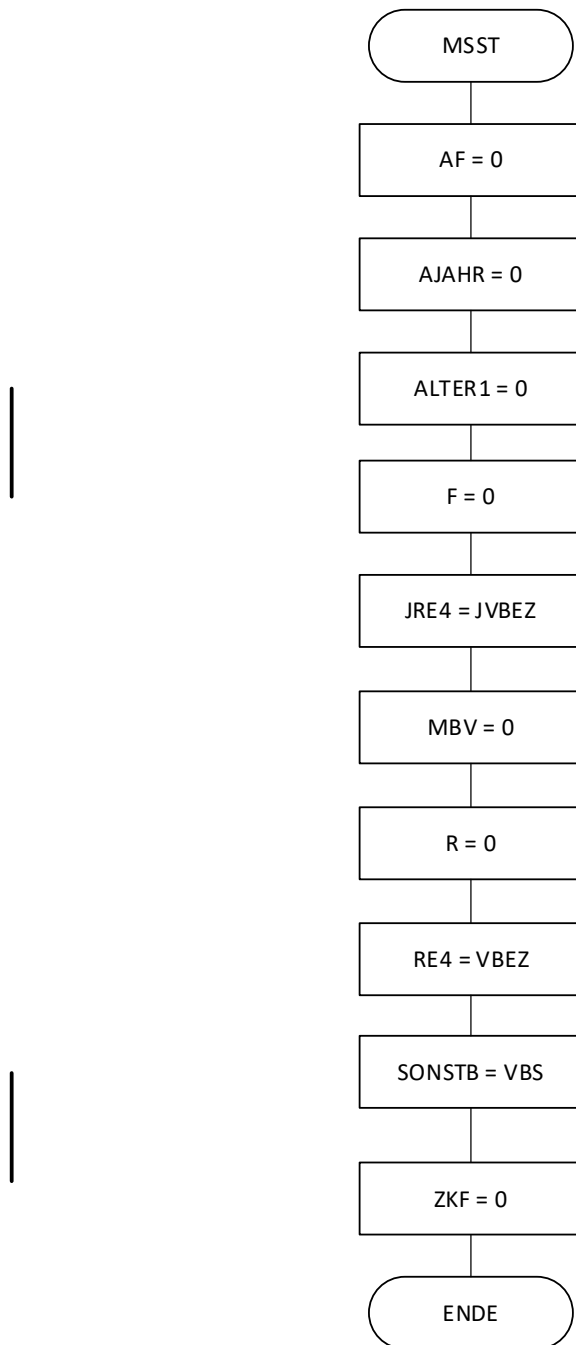 MSST
AF = 0
AJAHR = 0
ALTER1 = 0
F = 0
JRE4 = JVBEZ
MBV = 0
R = 0
RE4 = VBEZ
SONSTB = VBS
ZKF = 0
ENDE